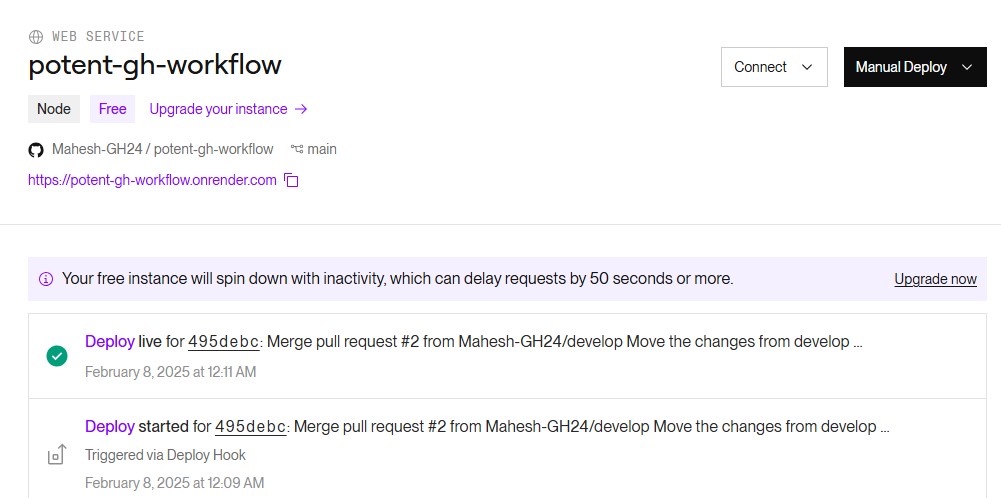 WEB SERVICE
potent-gh-workflow
Connect
Manual Deploy
Node Free Upgrade your instance →
Mahesh-GH24 / potent-gh-workflow main
https://potent-gh-workflow.onrender.com
Your free instance will spin down with inactivity, which can delay requests by 50 seconds or more. Upgrade now
Deploy live for 495debc: Merge pull request #2 from Mahesh-GH24/develop Move the changes from develop ...
February 8, 2025 at 12:11 AM
Deploy started for 495debc: Merge pull request #2 from Mahesh-GH24/develop Move the changes from develop ...
Triggered via Deploy Hook
February 8, 2025 at 12:09 AM